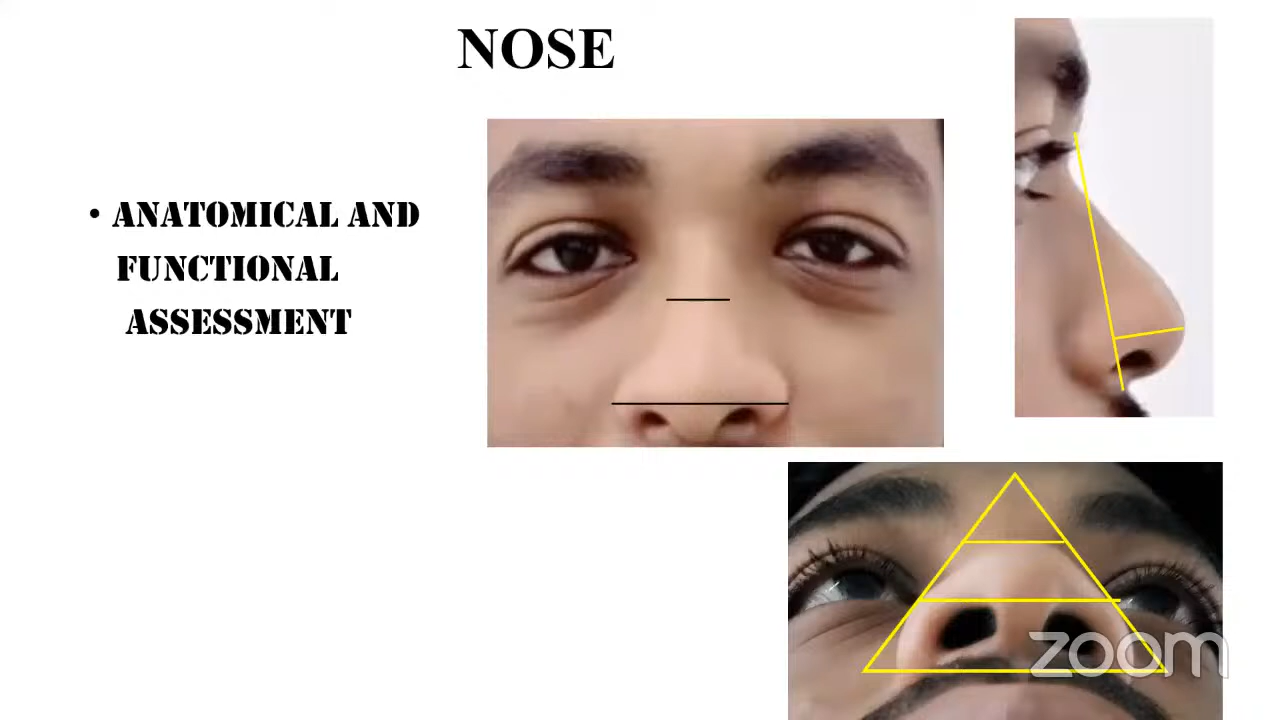 NOSE
• ANATOMICAL AND
FUNCTIONAL
ASSESSMENT
zoom